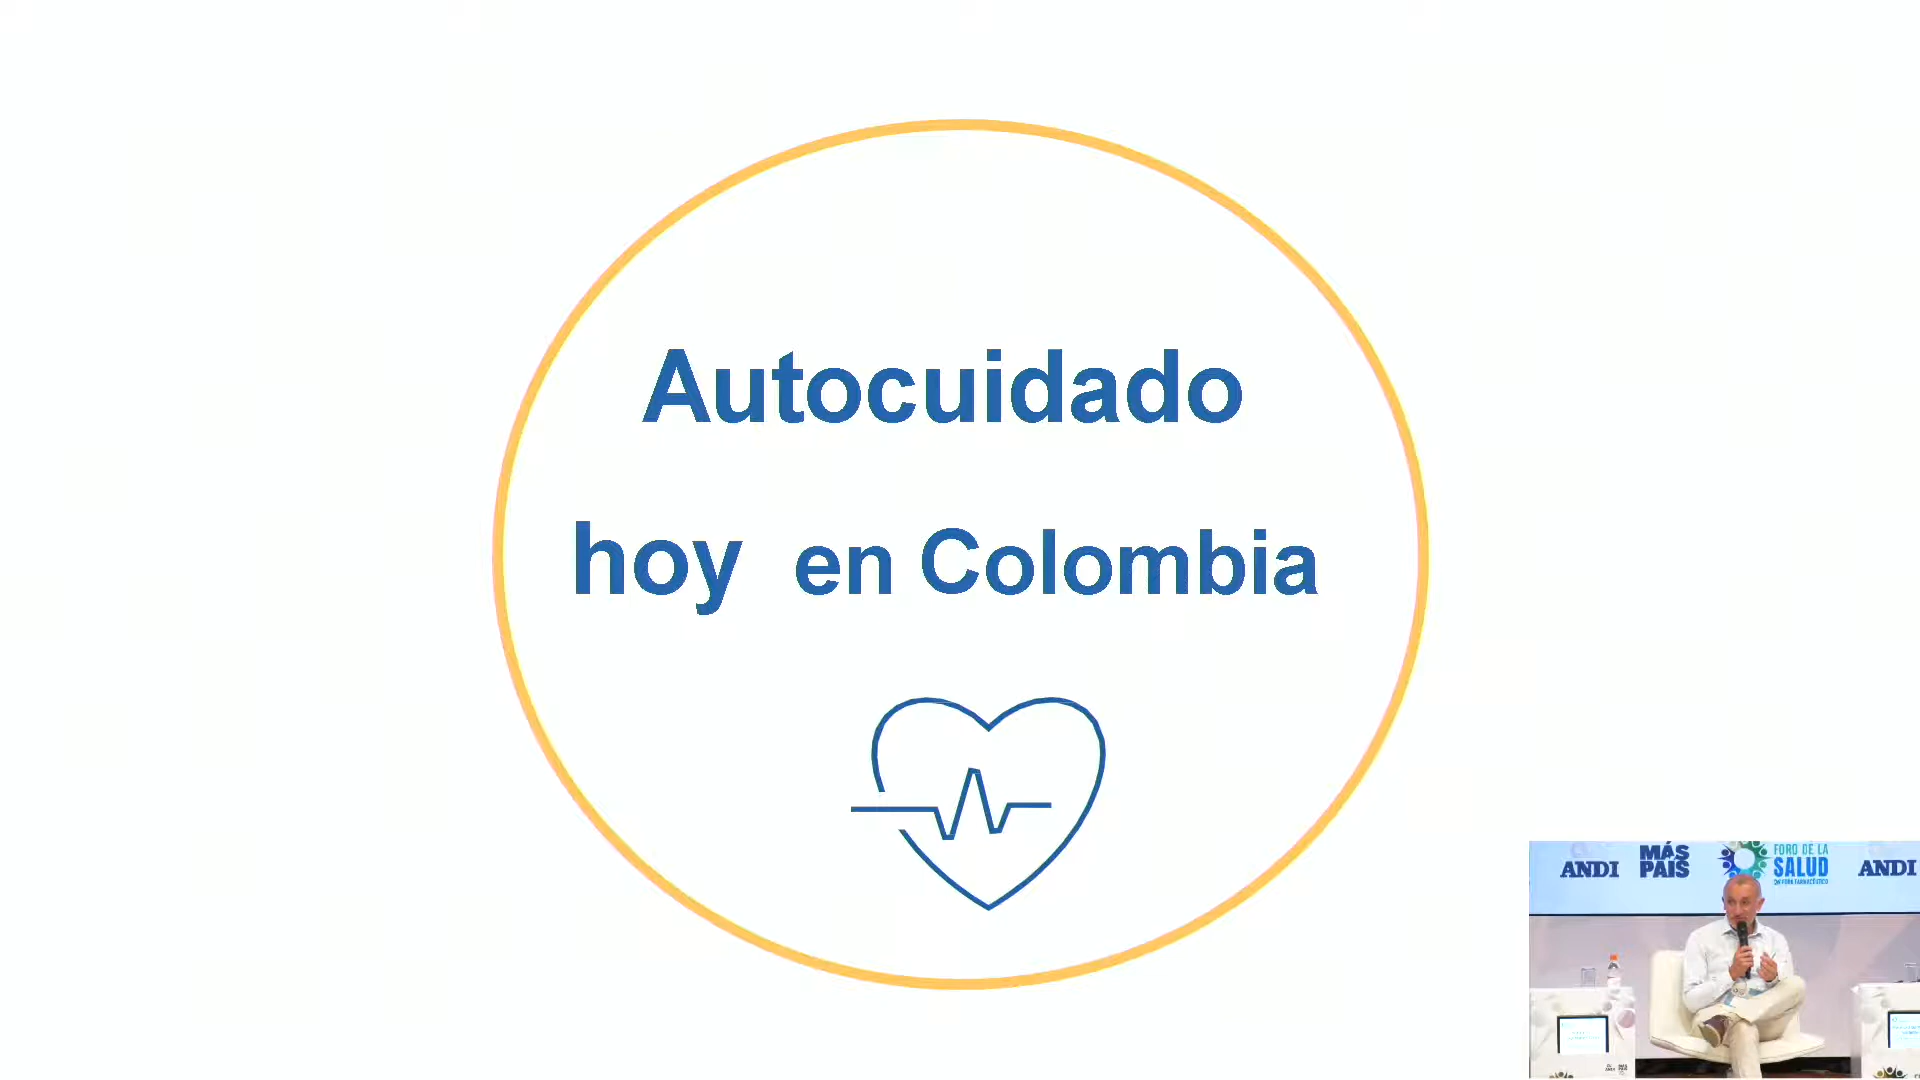 Autocuidado
hoy en Colombia
ANDI
MÁS
PAÍS
FORO DE LA
SALUD
ANDI